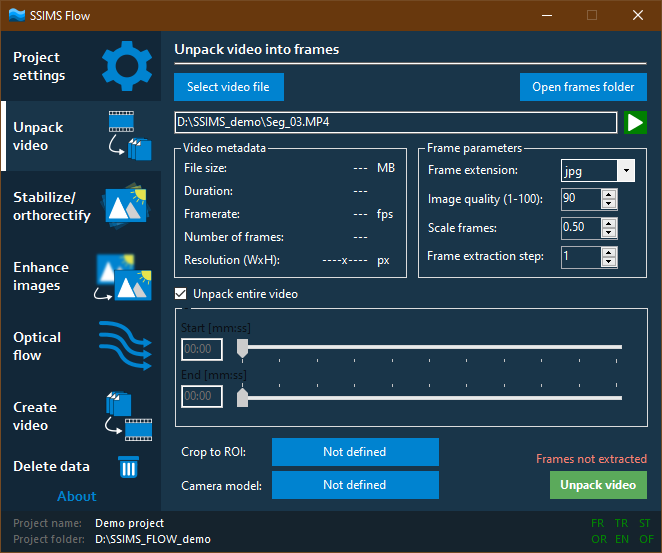 SSIMS Flow
Project settings
Unpack video
Stabilize/ orthorectify
Enhance images
Optical flow
Create video
Delete data
About
Unpack video into frames
Select video file
Open frames folder
D:\SSIMS_demo\Seg_03.MP4
Video metadata
File size: --- MB
Duration: ---
Framerate: --- fps
Number of frames: ---
Resolution (WxH): ----x---- px
Frame parameters
Frame extension: jpg
Image quality (1-100): 90
Scale frames: 0.50
Frame extraction step: 1
Unpack entire video
Start [mm:ss]
00:00
End [mm:ss]
00:00
Crop to ROI: Not defined
Camera model: Not defined
Frames not extracted
Unpack video
Project name: Demo project
Project folder: D:\SSIMS_FLOW_demo
FR TR ST
OR EN OF